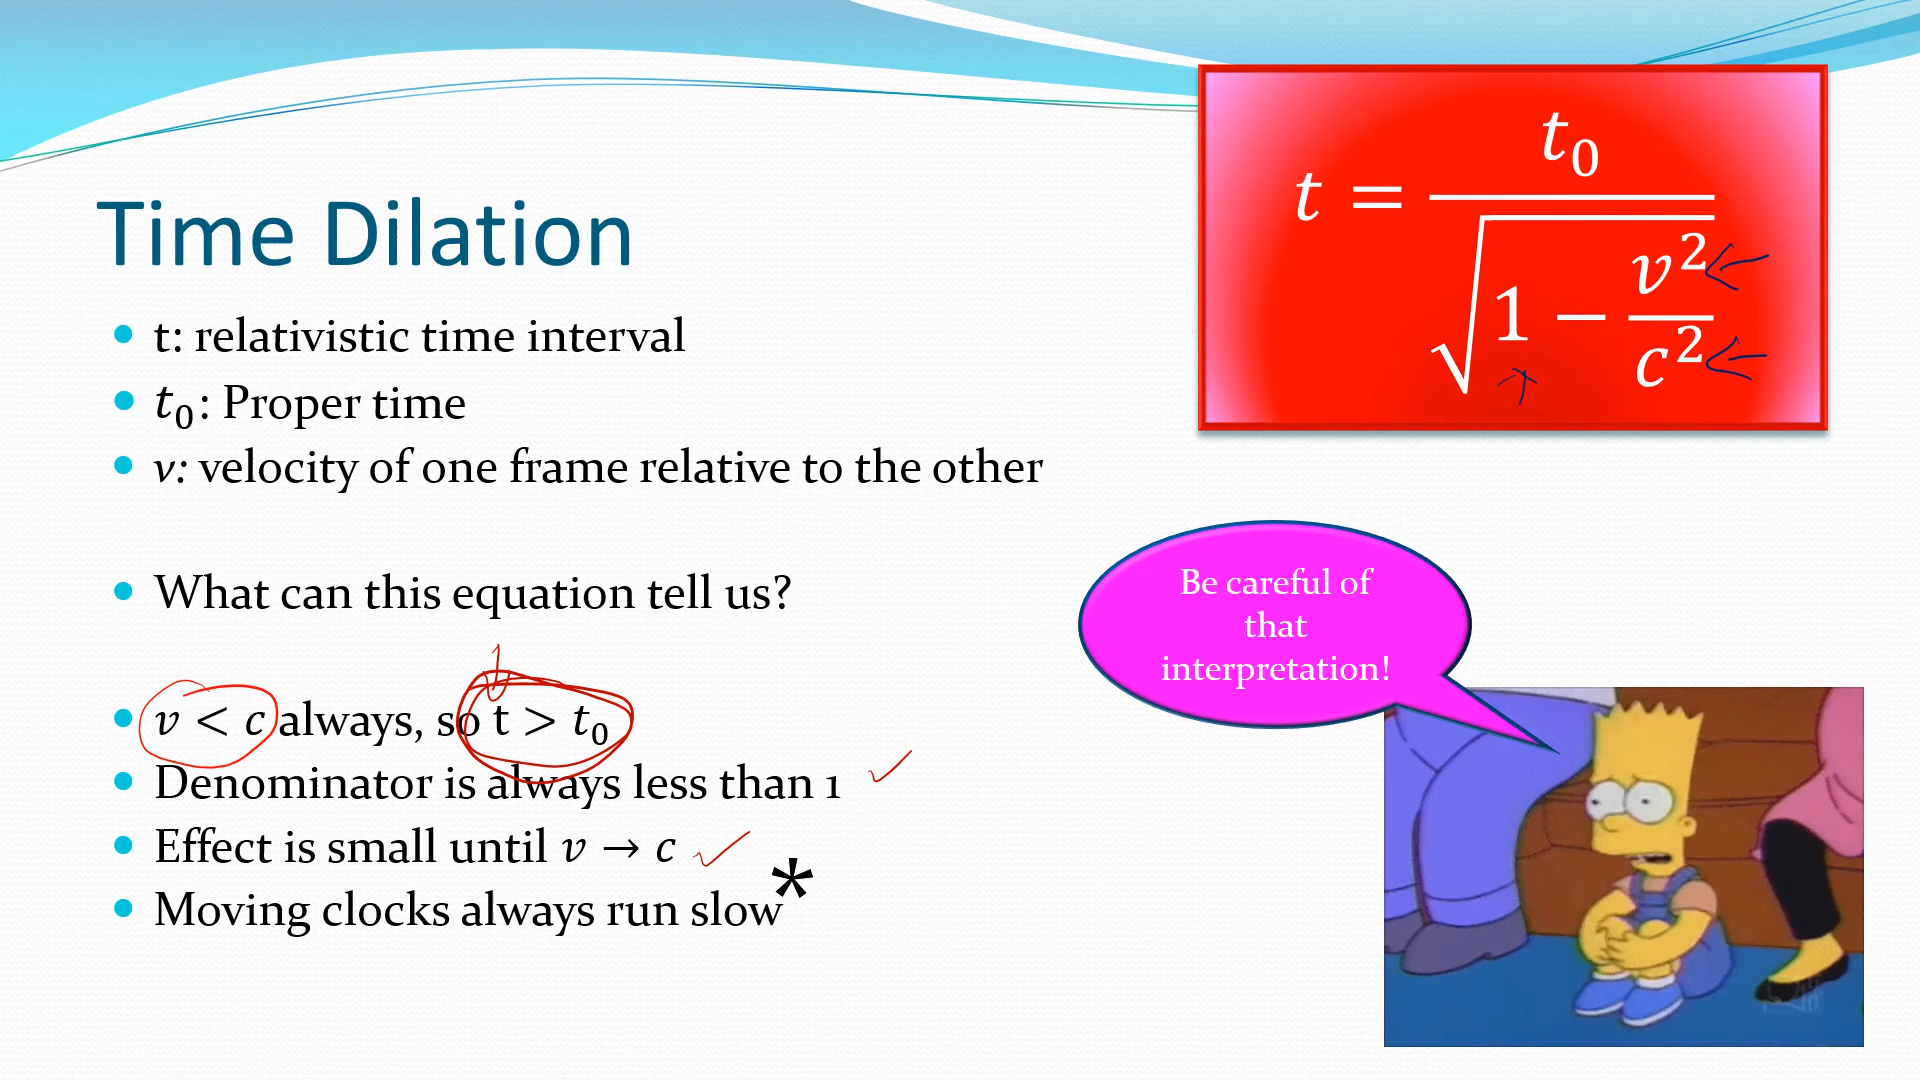 Time Dilation
t = t₀ / √(1 − v²/c²)
• t: relativistic time interval
• t₀: Proper time
• v: velocity of one frame relative to the other
• What can this equation tell us?
• v < c always, so t > t₀
• Denominator is always less than 1
• Effect is small until v → c
• Moving clocks always run slow*
Be careful of
that
interpretation!